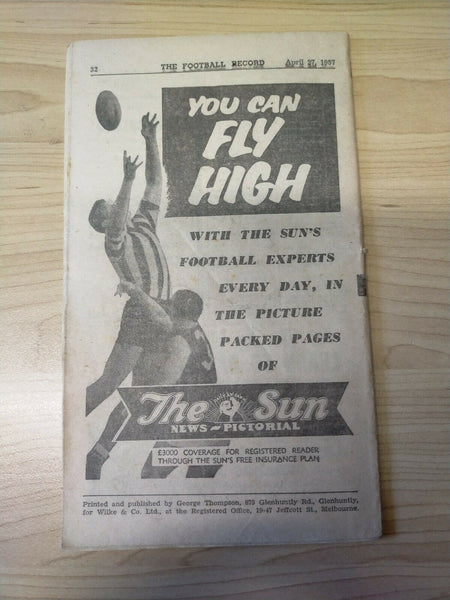 32 THE FOOTBALL RECORD April 27, 1957
YOU CAN
FLY
HIGH
WITH THE SUN'S
FOOTBALL EXPERTS
EVERY DAY, IN
THE PICTURE
PACKED PAGES
OF
The Sun
NEWS-PICTORIAL
£3000 COVERAGE FOR REGISTERED READER
THROUGH THE SUN'S FREE INSURANCE PLAN
Printed and published by George Thompson, 875 Glenhuntly Rd., Glenhuntly,
for Wilke & Co. Ltd., at the Registered Office, 19-47 Jeffcott St., Melbourne.